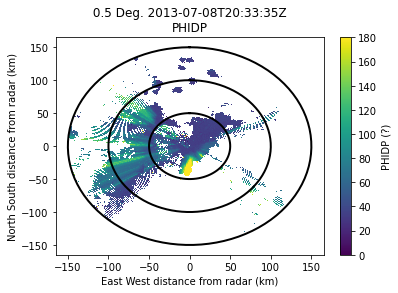 0.5 Deg. 2013-07-08T20:33:35Z
PHIDP
North South distance from radar (km)
150
100
50
0
−50
−100
−150
−150 −100 −50 0 50 100 150
East West distance from radar (km)
180
160
140
120
100
80
60
40
20
0
PHIDP (?)